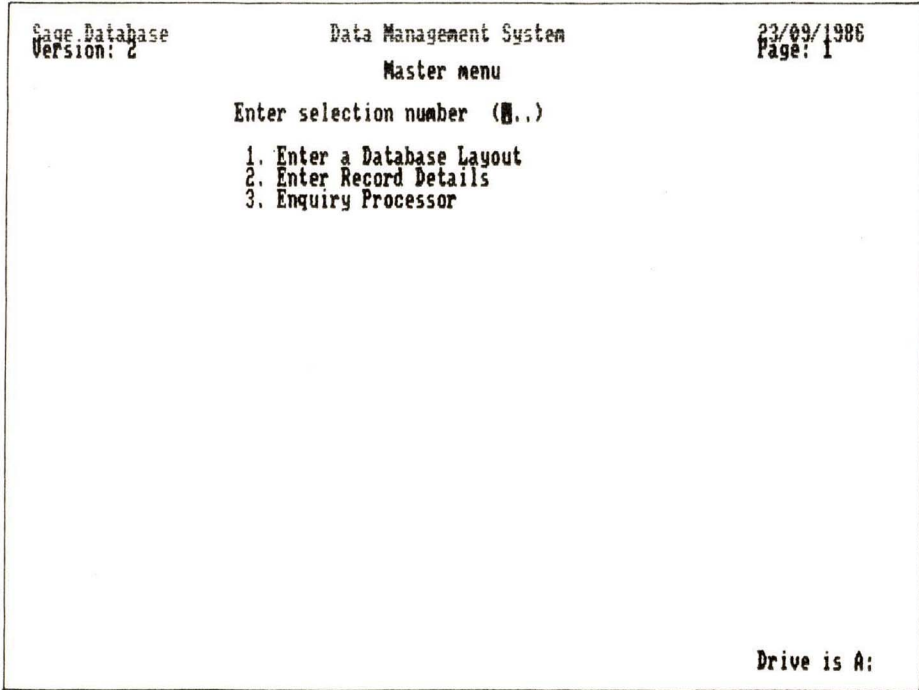 Sage Database Data Management System 23/09/1986
Version: 2 Page: 1
Master menu
Enter selection number (..)
1. Enter a Database Layout
2. Enter Record Details
3. Enquiry Processor
Drive is A: